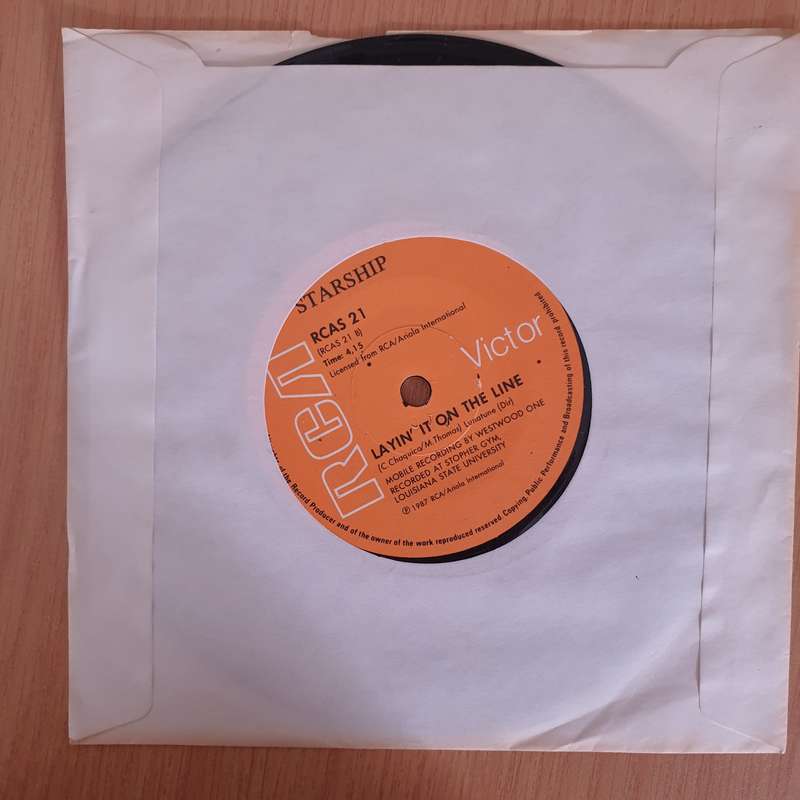 STARSHIP
RCAS 21
(RCAS 21 B)
Time: 4,15
Licensed from RCA/Ariola International
RCA
Victor
LAYIN' IT ON THE LINE
(C Chaquico/M Thomas) Lunatune (Dir)
MOBILE RECORDING BY WESTWOOD ONE
RECORDED AT STOPHER GYM,
LOUISIANA STATE UNIVERSITY
℗ 1987 RCA/Ariola International
of the Record Producer and of the owner of the work reproduced reserved. Copying, Public Performance and Broadcasting of this record prohibited